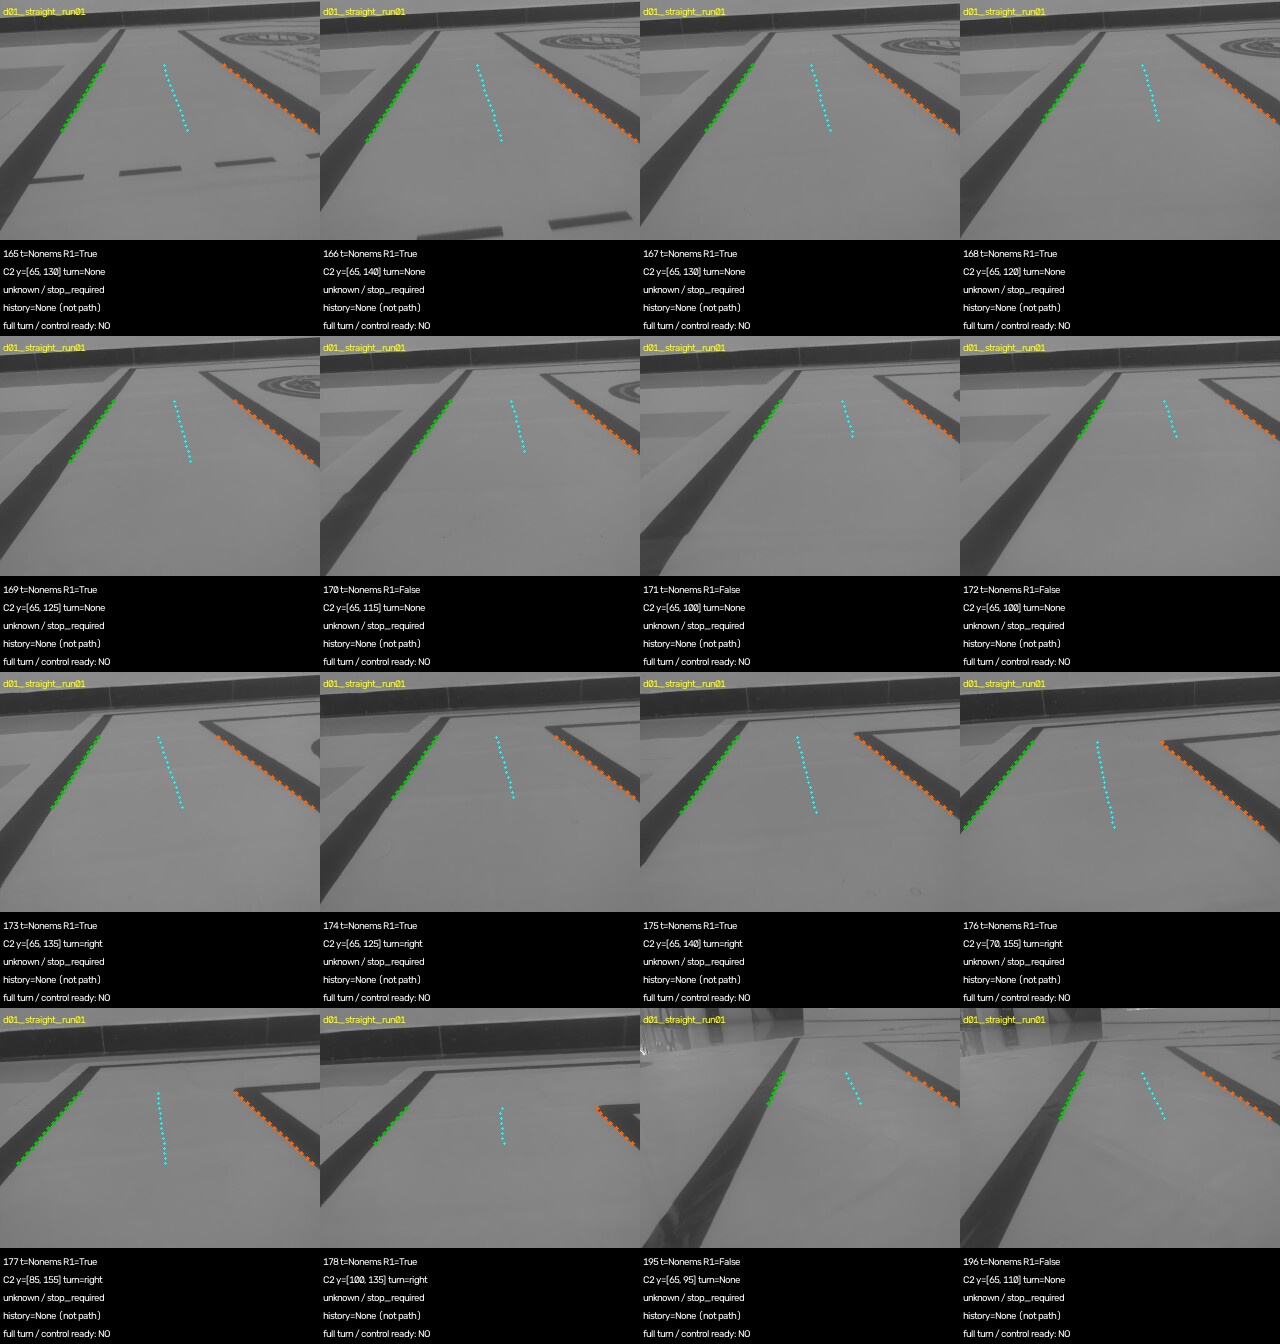 d01_straight_run01
d01_straight_run01
d01_straight_run01
d01_straight_run01
165 t=Nonems R1=True
C2 y=[65, 130] turn=None
unknown / stop_required
history=None (not path)
full turn / control ready: NO
166 t=Nonems R1=True
C2 y=[65, 140] turn=None
unknown / stop_required
history=None (not path)
full turn / control ready: NO
167 t=Nonems R1=True
C2 y=[65, 130] turn=None
unknown / stop_required
history=None (not path)
full turn / control ready: NO
168 t=Nonems R1=True
C2 y=[65, 120] turn=None
unknown / stop_required
history=None (not path)
full turn / control ready: NO
d01_straight_run01
d01_straight_run01
d01_straight_run01
d01_straight_run01
169 t=Nonems R1=True
C2 y=[65, 125] turn=None
unknown / stop_required
history=None (not path)
full turn / control ready: NO
170 t=Nonems R1=False
C2 y=[65, 115] turn=None
unknown / stop_required
history=None (not path)
full turn / control ready: NO
171 t=Nonems R1=False
C2 y=[65, 100] turn=None
unknown / stop_required
history=None (not path)
full turn / control ready: NO
172 t=Nonems R1=False
C2 y=[65, 100] turn=None
unknown / stop_required
history=None (not path)
full turn / control ready: NO
d01_straight_run01
d01_straight_run01
d01_straight_run01
d01_straight_run01
173 t=Nonems R1=True
C2 y=[65, 135] turn=right
unknown / stop_required
history=None (not path)
full turn / control ready: NO
174 t=Nonems R1=True
C2 y=[65, 125] turn=right
unknown / stop_required
history=None (not path)
full turn / control ready: NO
175 t=Nonems R1=True
C2 y=[65, 140] turn=right
unknown / stop_required
history=None (not path)
full turn / control ready: NO
176 t=Nonems R1=True
C2 y=[70, 155] turn=right
unknown / stop_required
history=None (not path)
full turn / control ready: NO
d01_straight_run01
d01_straight_run01
d01_straight_run01
d01_straight_run01
177 t=Nonems R1=True
C2 y=[85, 155] turn=right
unknown / stop_required
history=None (not path)
full turn / control ready: NO
178 t=Nonems R1=True
C2 y=[100, 135] turn=right
unknown / stop_required
history=None (not path)
full turn / control ready: NO
195 t=Nonems R1=False
C2 y=[65, 95] turn=None
unknown / stop_required
history=None (not path)
full turn / control ready: NO
196 t=Nonems R1=False
C2 y=[65, 110] turn=None
unknown / stop_required
history=None (not path)
full turn / control ready: NO